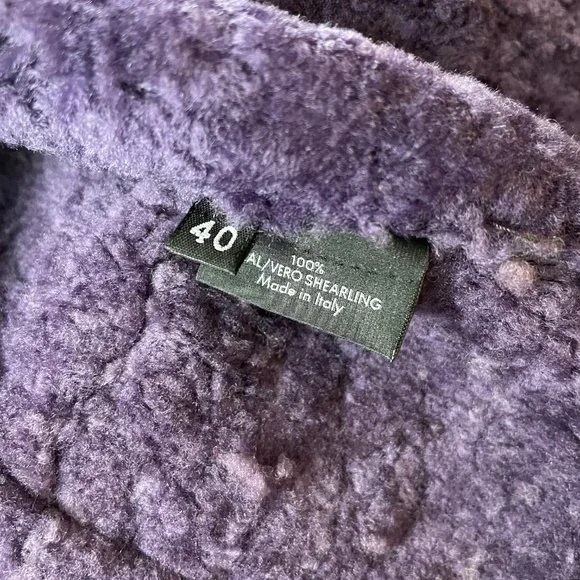 40
100%
AL/VERO SHEARLING
Made in Italy